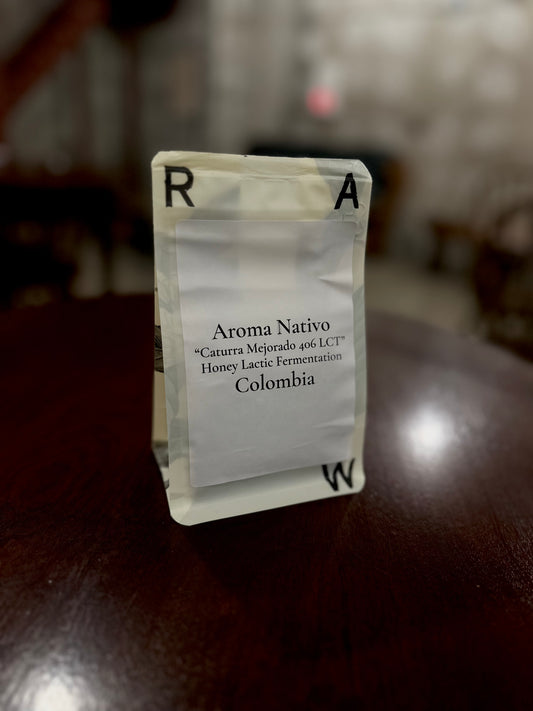 R A
Aroma Nativo
“Caturra Mejorado 406 LCT”
Honey Lactic Fermentation
Colombia
W